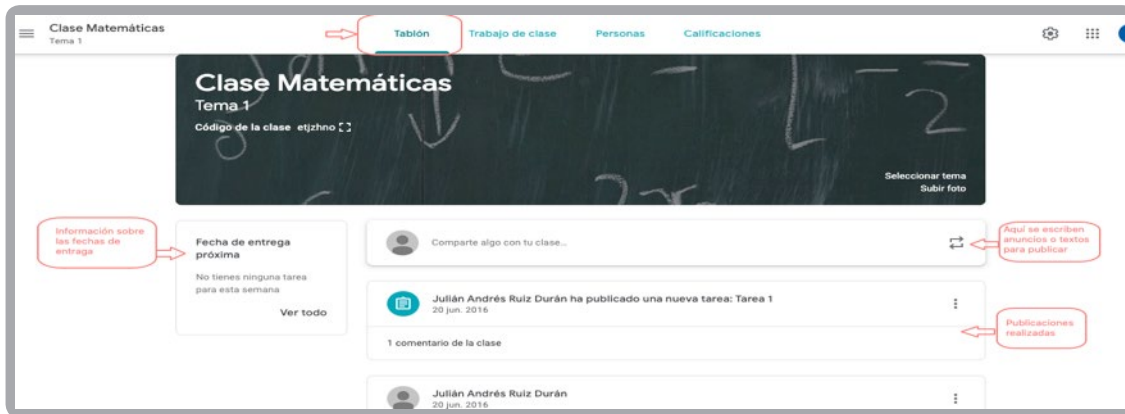 Clase Matemáticas
Tema 1
Tablón
Trabajo de clase
Personas
Calificaciones
Clase Matemáticas
Tema 1
Código de la clase etjzhno
Seleccionar tema
Subir foto
Información sobre
las fechas de
entraga
Fecha de entrega
próxima
No tienes ninguna tarea
para esta semana
Ver todo
Comparte algo con tu clase...
Aquí se escriben
anuncios o textos
para publicar
Julián Andrés Ruiz Durán ha publicado una nueva tarea: Tarea 1
20 jun. 2016
1 comentario de la clase
Publicaciones
realizadas
Julián Andrés Ruiz Durán
20 jun. 2016